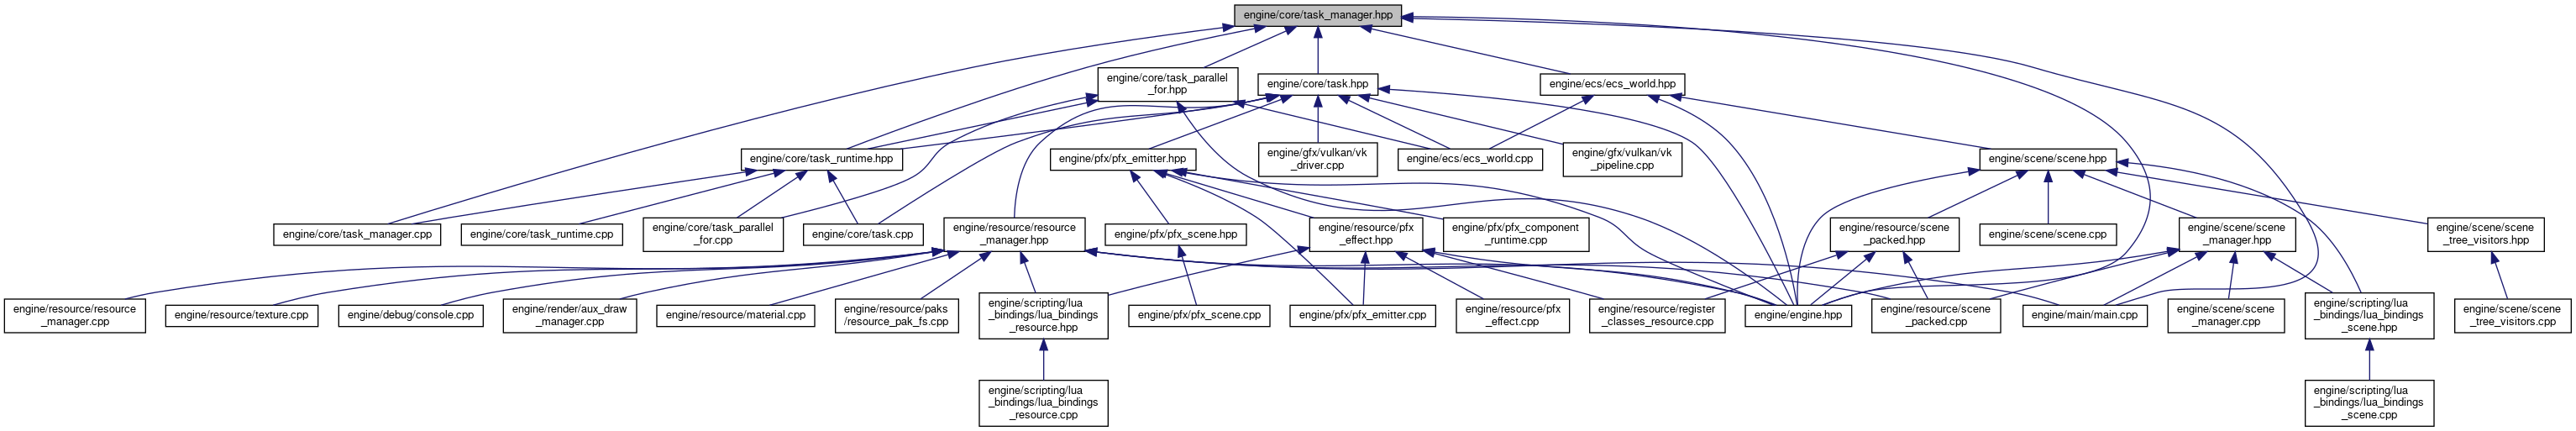 engine/core/task_manager.hpp
engine/core/task_parallel
_for.hpp
engine/core/task.hpp
engine/ecs/ecs_world.hpp
engine/core/task_runtime.hpp
engine/pfx/pfx_emitter.hpp
engine/gfx/vulkan/vk
_driver.cpp
engine/ecs/ecs_world.cpp
engine/gfx/vulkan/vk
_pipeline.cpp
engine/scene/scene.hpp
engine/core/task_manager.cpp
engine/core/task_runtime.cpp
engine/core/task_parallel
_for.cpp
engine/core/task.cpp
engine/resource/resource
_manager.hpp
engine/pfx/pfx_scene.hpp
engine/resource/pfx
_effect.hpp
engine/pfx/pfx_component
_runtime.cpp
engine/resource/scene
_packed.hpp
engine/scene/scene.cpp
engine/scene/scene
_manager.hpp
engine/scene/scene
_tree_visitors.hpp
engine/resource/resource
_manager.cpp
engine/resource/texture.cpp
engine/debug/console.cpp
engine/render/aux_draw
_manager.cpp
engine/resource/material.cpp
engine/resource/paks
/resource_pak_fs.cpp
engine/scripting/lua
_bindings/lua_bindings
_resource.hpp
engine/pfx/pfx_scene.cpp
engine/pfx/pfx_emitter.cpp
engine/resource/pfx
_effect.cpp
engine/resource/register
_classes_resource.cpp
engine/engine.hpp
engine/resource/scene
_packed.cpp
engine/main/main.cpp
engine/scene/scene
_manager.cpp
engine/scripting/lua
_bindings/lua_bindings
_scene.hpp
engine/scene/scene
_tree_visitors.cpp
engine/scripting/lua
_bindings/lua_bindings
_resource.cpp
engine/scripting/lua
_bindings/lua_bindings
_scene.cpp